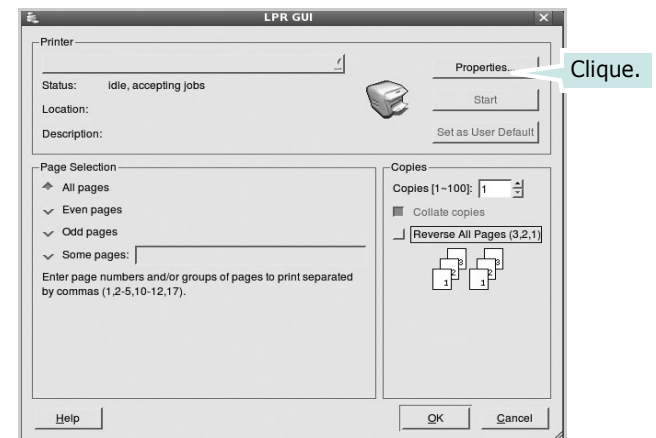 LPR GUI
Printer
Properties...
Clique.
Status: idle, accepting jobs
Start
Location:
Description:
Set as User Default
Page Selection
All pages
Even pages
Odd pages
Some pages:
Enter page numbers and/or groups of pages to print separated
by commas (1,2-5,10-12,17).
Copies
Copies [1~100]: 1
Collate copies
Reverse All Pages (3,2,1)
3 3
2 2
1 1
Help
OK
Cancel